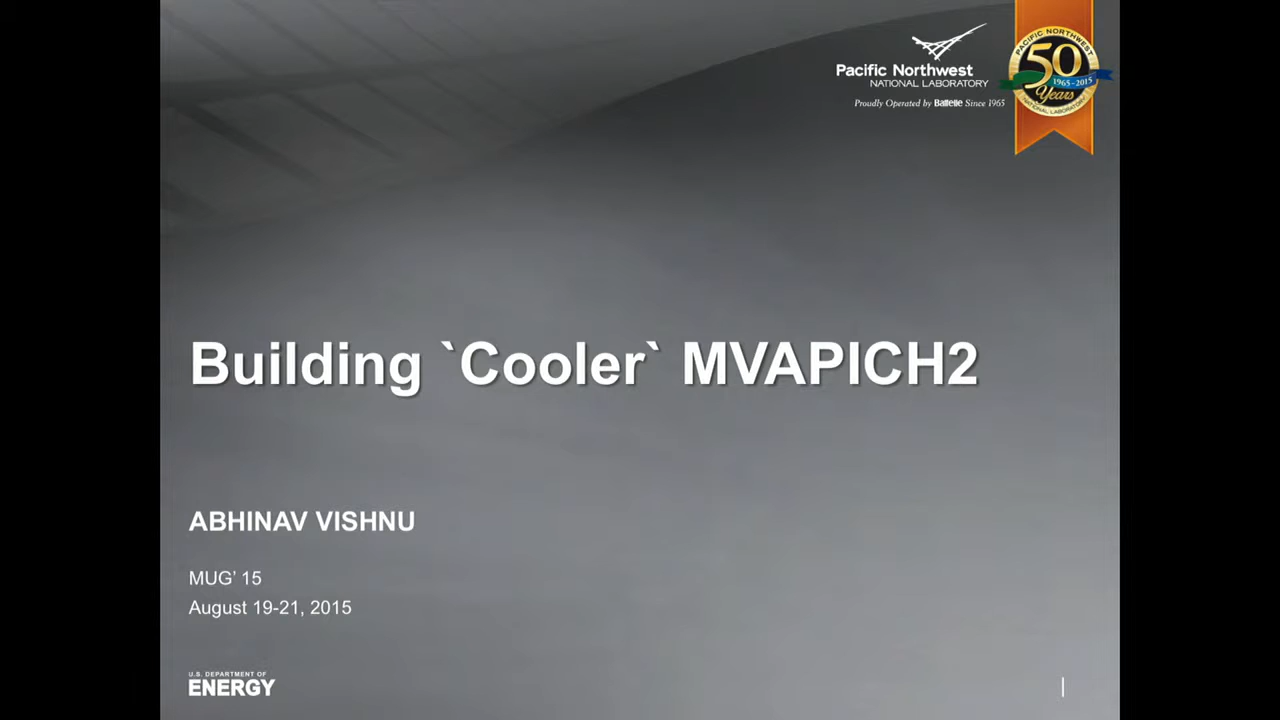 Pacific Northwest
NATIONAL LABORATORY
Proudly Operated by Battelle Since 1965
PACIFIC NORTHWEST
50
1965-2015
Years
NATIONAL LABORATORY
Building `Cooler` MVAPICH2
ABHINAV VISHNU
MUG' 15
August 19-21, 2015
U.S. DEPARTMENT OF
ENERGY